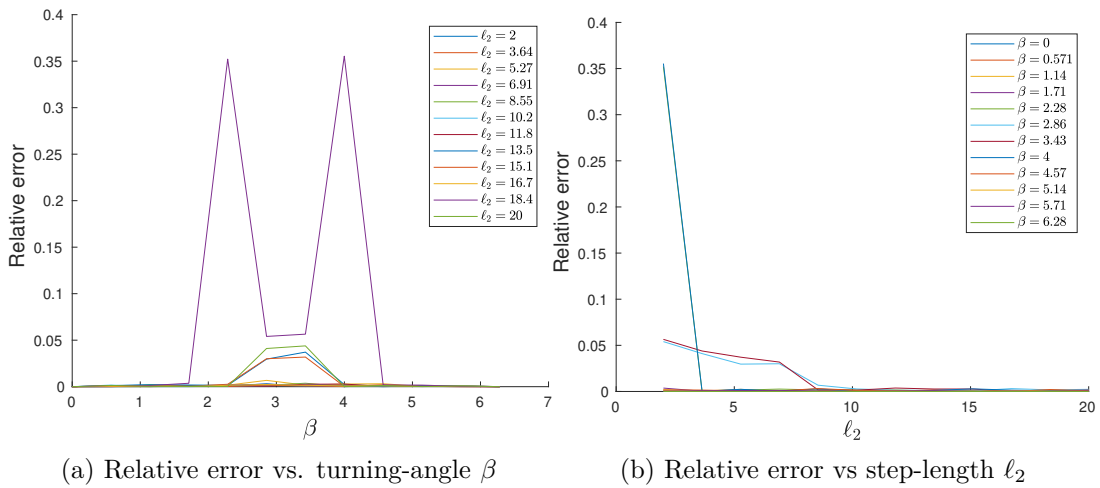 0.4
0.35
0.3
0.25
0.2
0.15
0.1
0.05
0
0 1 2 3 4 5 6 7
Relative error
β
ℓ₂ = 2
ℓ₂ = 3.64
ℓ₂ = 5.27
ℓ₂ = 6.91
ℓ₂ = 8.55
ℓ₂ = 10.2
ℓ₂ = 11.8
ℓ₂ = 13.5
ℓ₂ = 15.1
ℓ₂ = 16.7
ℓ₂ = 18.4
ℓ₂ = 20
(a) Relative error vs. turning-angle β
0.4
0.35
0.3
0.25
0.2
0.15
0.1
0.05
0
0 5 10 15 20
Relative error
ℓ₂
β = 0
β = 0.571
β = 1.14
β = 1.71
β = 2.28
β = 2.86
β = 3.43
β = 4
β = 4.57
β = 5.14
β = 5.71
β = 6.28
(b) Relative error vs step-length ℓ₂